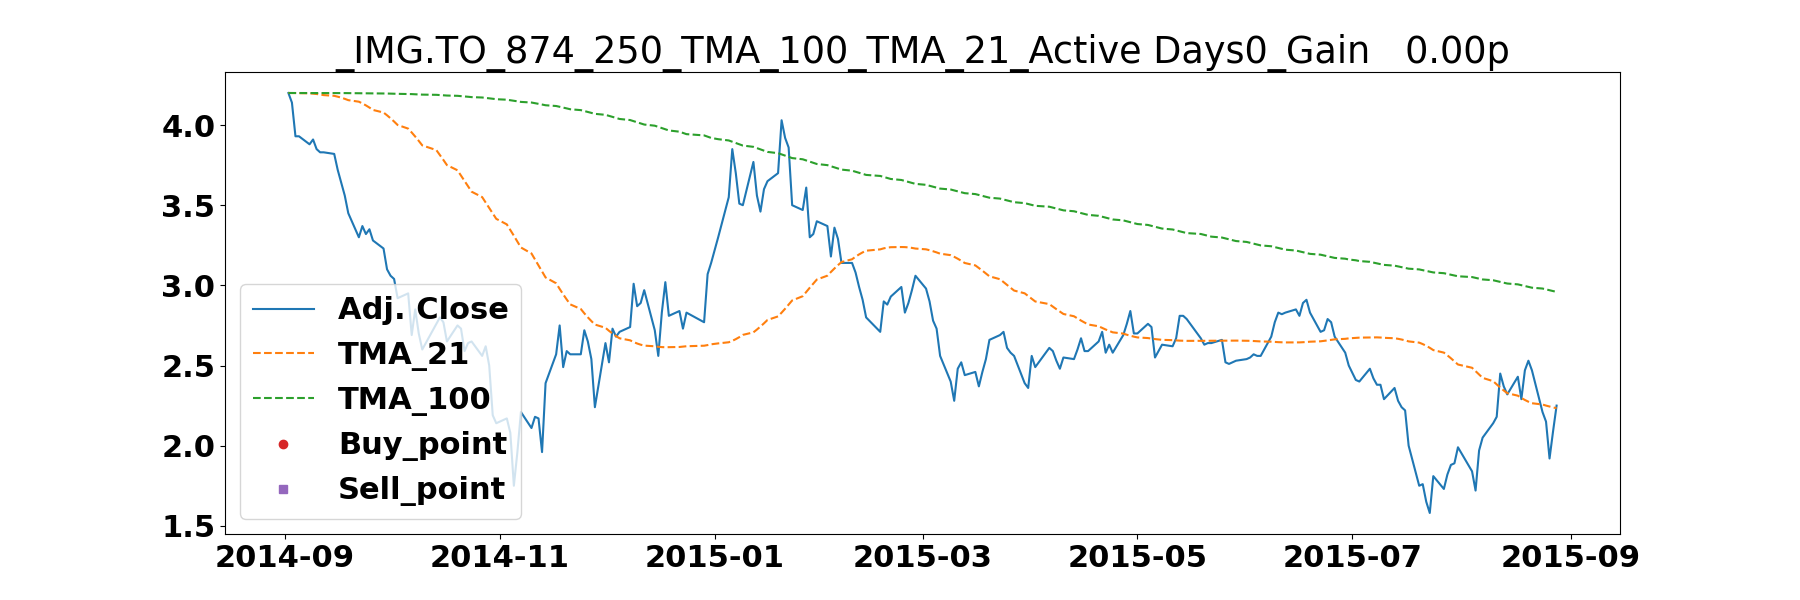 _IMG.TO_874_250_TMA_100_TMA_21_Active Days0_Gain   0.00p
4.0
3.5
3.0
2.5
2.0
1.5
Adj. Close
TMA_21
TMA_100
Buy_point
Sell_point
2014-09 2014-11 2015-01 2015-03 2015-05 2015-07 2015-09